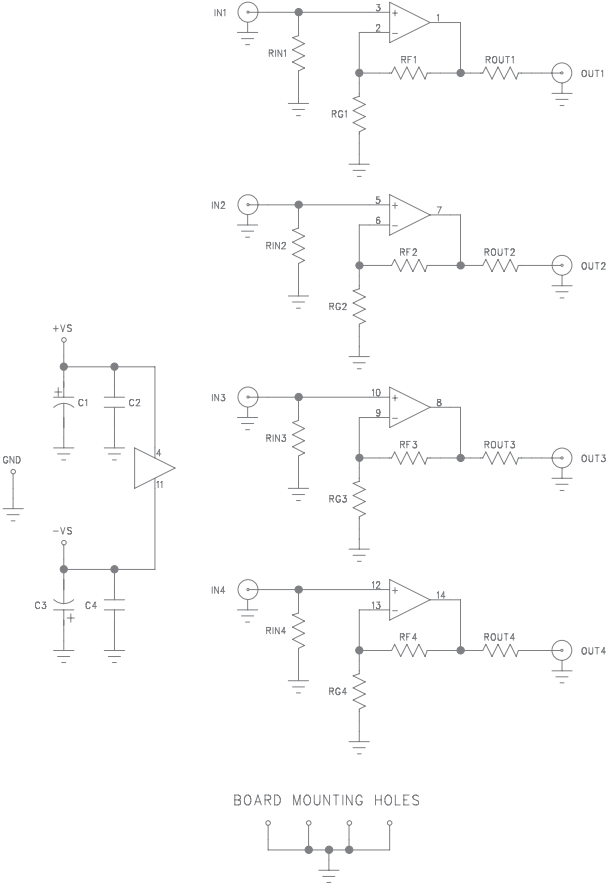 IN1
3
+
1
2
−
RIN1
RF1
ROUT1
OUT1
RG1
IN2
5
+
7
6
−
RIN2
RF2
ROUT2
OUT2
RG2
+VS
+
C1
C2
4
11
GND
−VS
C3
+
C4
IN3
10
+
8
9
−
RIN3
RF3
ROUT3
OUT3
RG3
IN4
12
+
14
13
−
RIN4
RF4
ROUT4
OUT4
RG4
BOARD MOUNTING HOLES